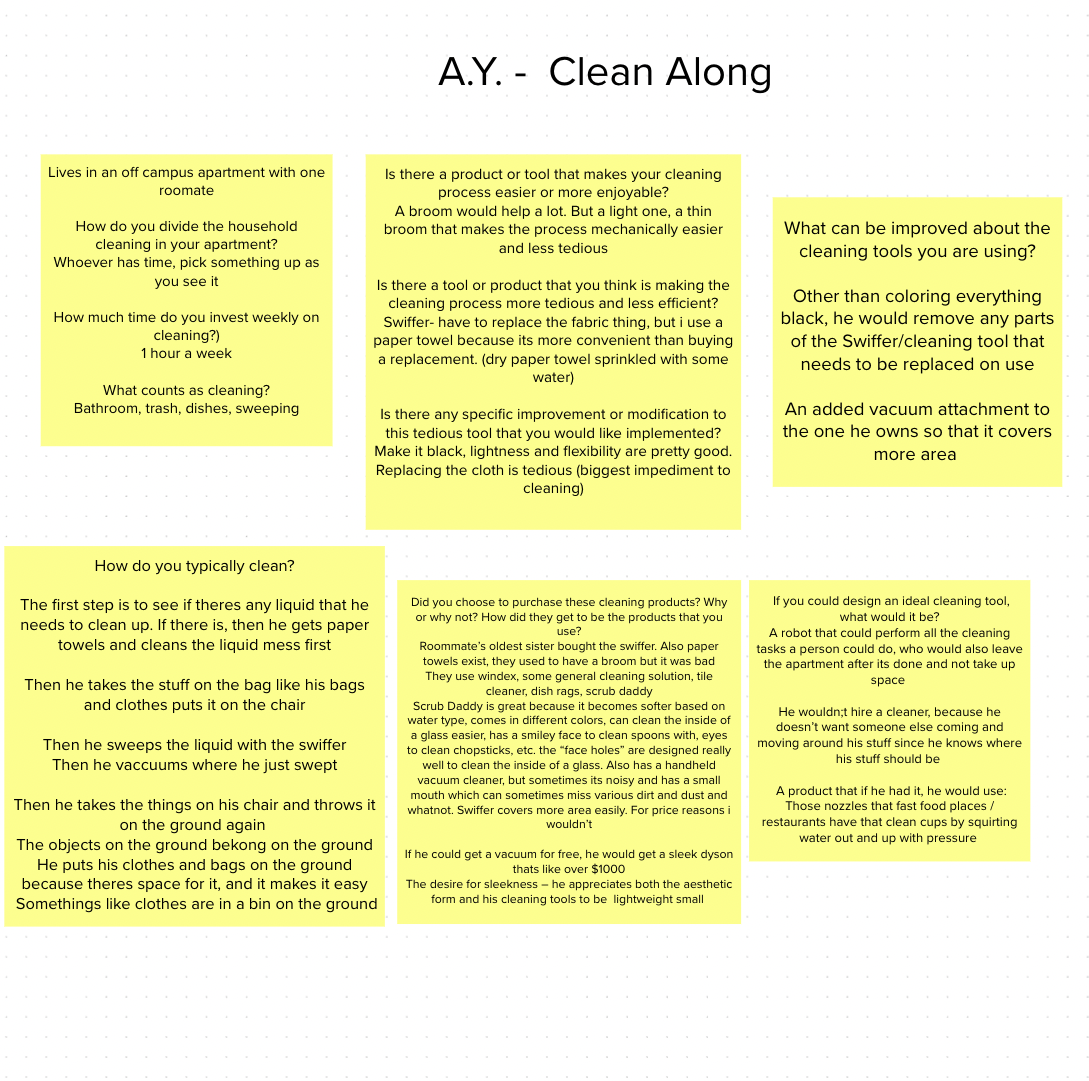 A.Y. -  Clean Along
Lives in an off campus apartment with one
roomate
How do you divide the household
cleaning in your apartment?
Whoever has time, pick something up as
you see it
How much time do you invest weekly on
cleaning?)
1 hour a week
What counts as cleaning?
Bathroom, trash, dishes, sweeping
Is there a product or tool that makes your cleaning
process easier or more enjoyable?
A broom would help a lot. But a light one, a thin
broom that makes the process mechanically easier
and less tedious
Is there a tool or product that you think is making the
cleaning process more tedious and less efficient?
Swiffer- have to replace the fabric thing, but i use a
paper towel because its more convenient than buying
a replacement. (dry paper towel sprinkled with some
water)
Is there any specific improvement or modification to
this tedious tool that you would like implemented?
Make it black, lightness and flexibility are pretty good.
Replacing the cloth is tedious (biggest impediment to
cleaning)
What can be improved about the
cleaning tools you are using?
Other than coloring everything
black, he would remove any parts
of the Swiffer/cleaning tool that
needs to be replaced on use
An added vacuum attachment to
the one he owns so that it covers
more area
How do you typically clean?
The first step is to see if theres any liquid that he
needs to clean up. If there is, then he gets paper
towels and cleans the liquid mess first
Then he takes the stuff on the bag like his bags
and clothes puts it on the chair
Then he sweeps the liquid with the swiffer
Then he vaccuums where he just swept
Then he takes the things on his chair and throws it
on the ground again
The objects on the ground bekong on the ground
He puts his clothes and bags on the ground
because theres space for it, and it makes it easy
Somethings like clothes are in a bin on the ground
Did you choose to purchase these cleaning products? Why
or why not? How did they get to be the products that you
use?
Roommate's oldest sister bought the swiffer. Also paper
towels exist, they used to have a broom but it was bad
They use windex, some general cleaning solution, tile
cleaner, dish rags, scrub daddy
Scrub Daddy is great because it becomes softer based on
water type, comes in different colors, can clean the inside of
a glass easier, has a smiley face to clean spoons with, eyes
to clean chopsticks, etc. the “face holes” are designed really
well to clean the inside of a glass. Also has a handheld
vacuum cleaner, but sometimes its noisy and has a small
mouth which can sometimes miss various dirt and dust and
whatnot. Swiffer covers more area easily. For price reasons i
wouldn't
If he could get a vacuum for free, he would get a sleek dyson
thats like over $1000
The desire for sleekness – he appreciates both the aesthetic
form and his cleaning tools to be  lightweight small
If you could design an ideal cleaning tool,
what would it be?
A robot that could perform all the cleaning
tasks a person could do, who would also leave
the apartment after its done and not take up
space
He wouldn;t hire a cleaner, because he
doesn't want someone else coming and
moving around his stuff since he knows where
his stuff should be
A product that if he had it, he would use:
Those nozzles that fast food places /
restaurants have that clean cups by squirting
water out and up with pressure